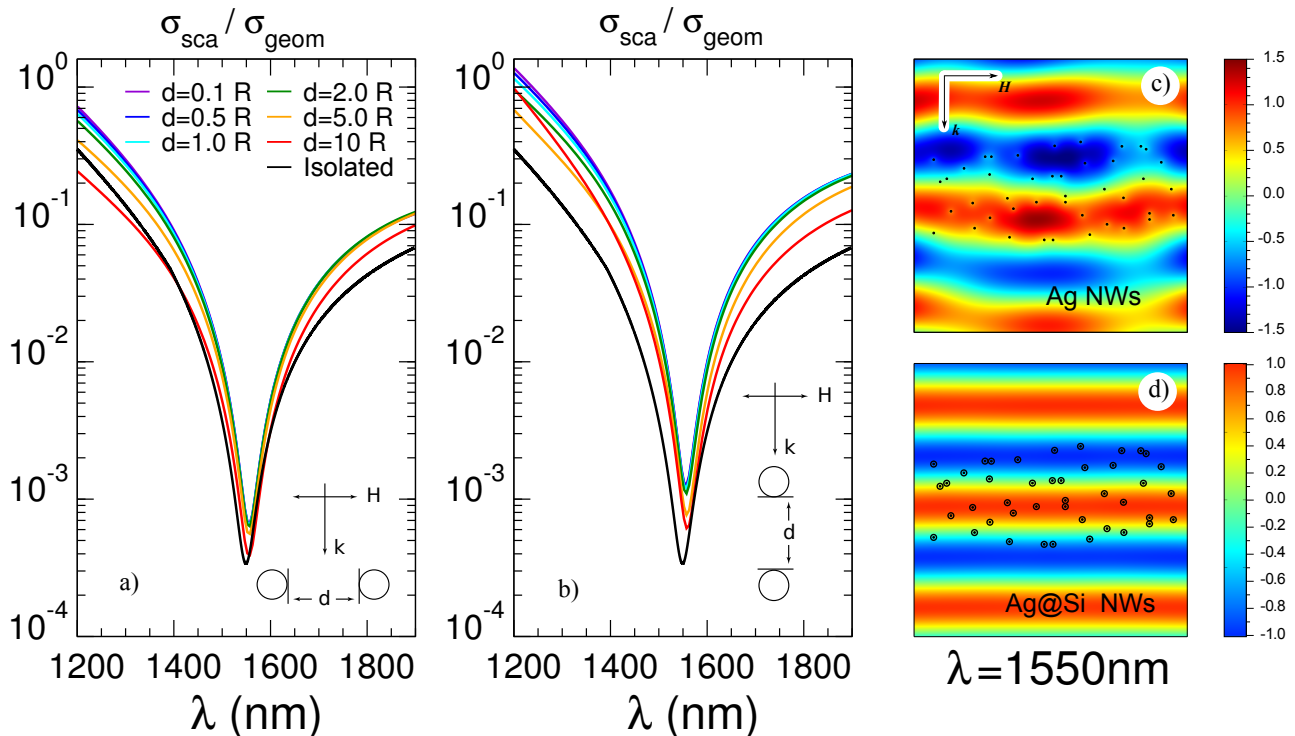 σsca / σgeom
10^0
10^-1
10^-2
10^-3
10^-4
d=0.1 R
d=0.5 R
d=1.0 R
d=2.0 R
d=5.0 R
d=10 R
Isolated
H
k
d
a)
1200 1400 1600 1800
λ (nm)
σsca / σgeom
10^0
10^-1
10^-2
10^-3
10^-4
H
k
d
b)
1200 1400 1600 1800
λ (nm)
H
k
c)
Ag NWs
1.5
1.0
0.5
0.0
-0.5
-1.0
-1.5
d)
Ag@Si NWs
1.0
0.8
0.6
0.4
0.2
0.0
-0.2
-0.4
-0.6
-0.8
-1.0
λ=1550nm